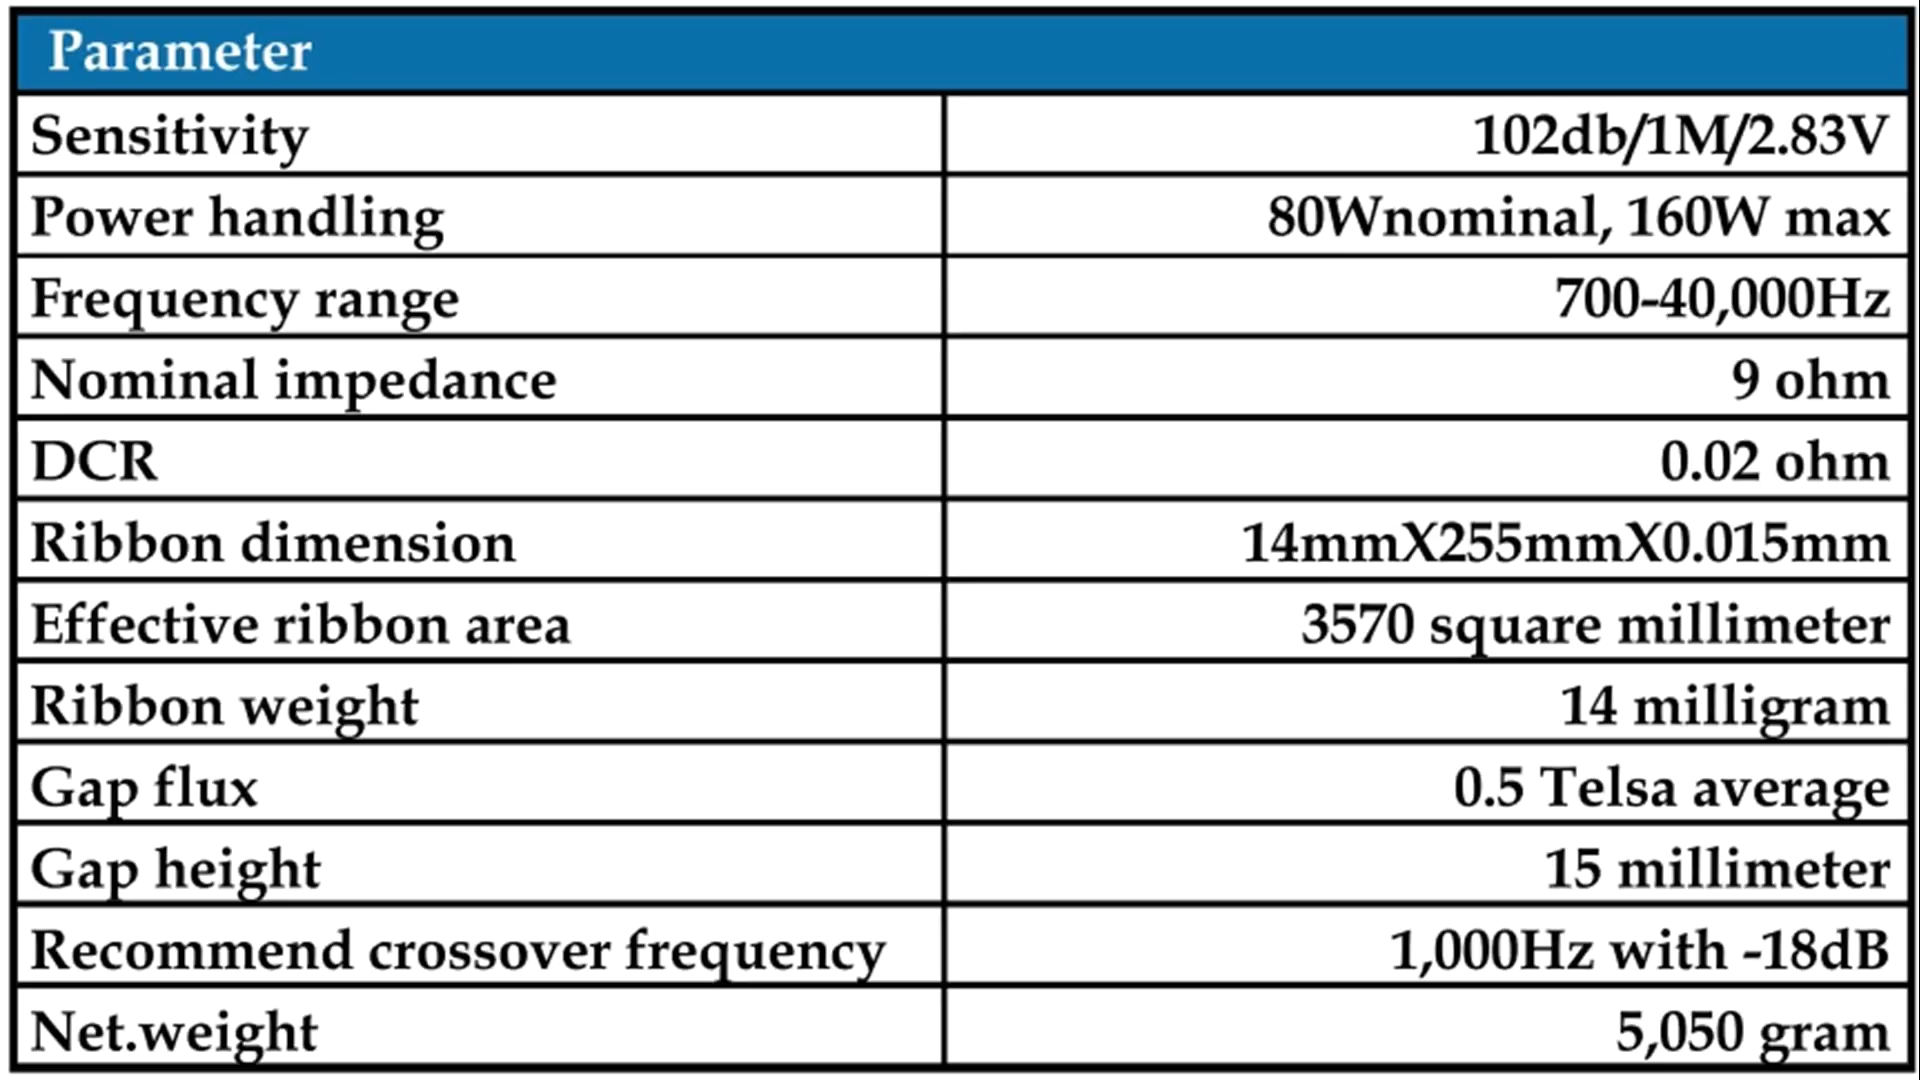 Parameter
Sensitivity 102db/1M/2.83V
Power handling 80Wnominal, 160W max
Frequency range 700-40,000Hz
Nominal impedance 9 ohm
DCR 0.02 ohm
Ribbon dimension 14mmX255mmX0.015mm
Effective ribbon area 3570 square millimeter
Ribbon weight 14 milligram
Gap flux 0.5 Telsa average
Gap height 15 millimeter
Recommend crossover frequency 1,000Hz with -18dB
Net.weight 5,050 gram